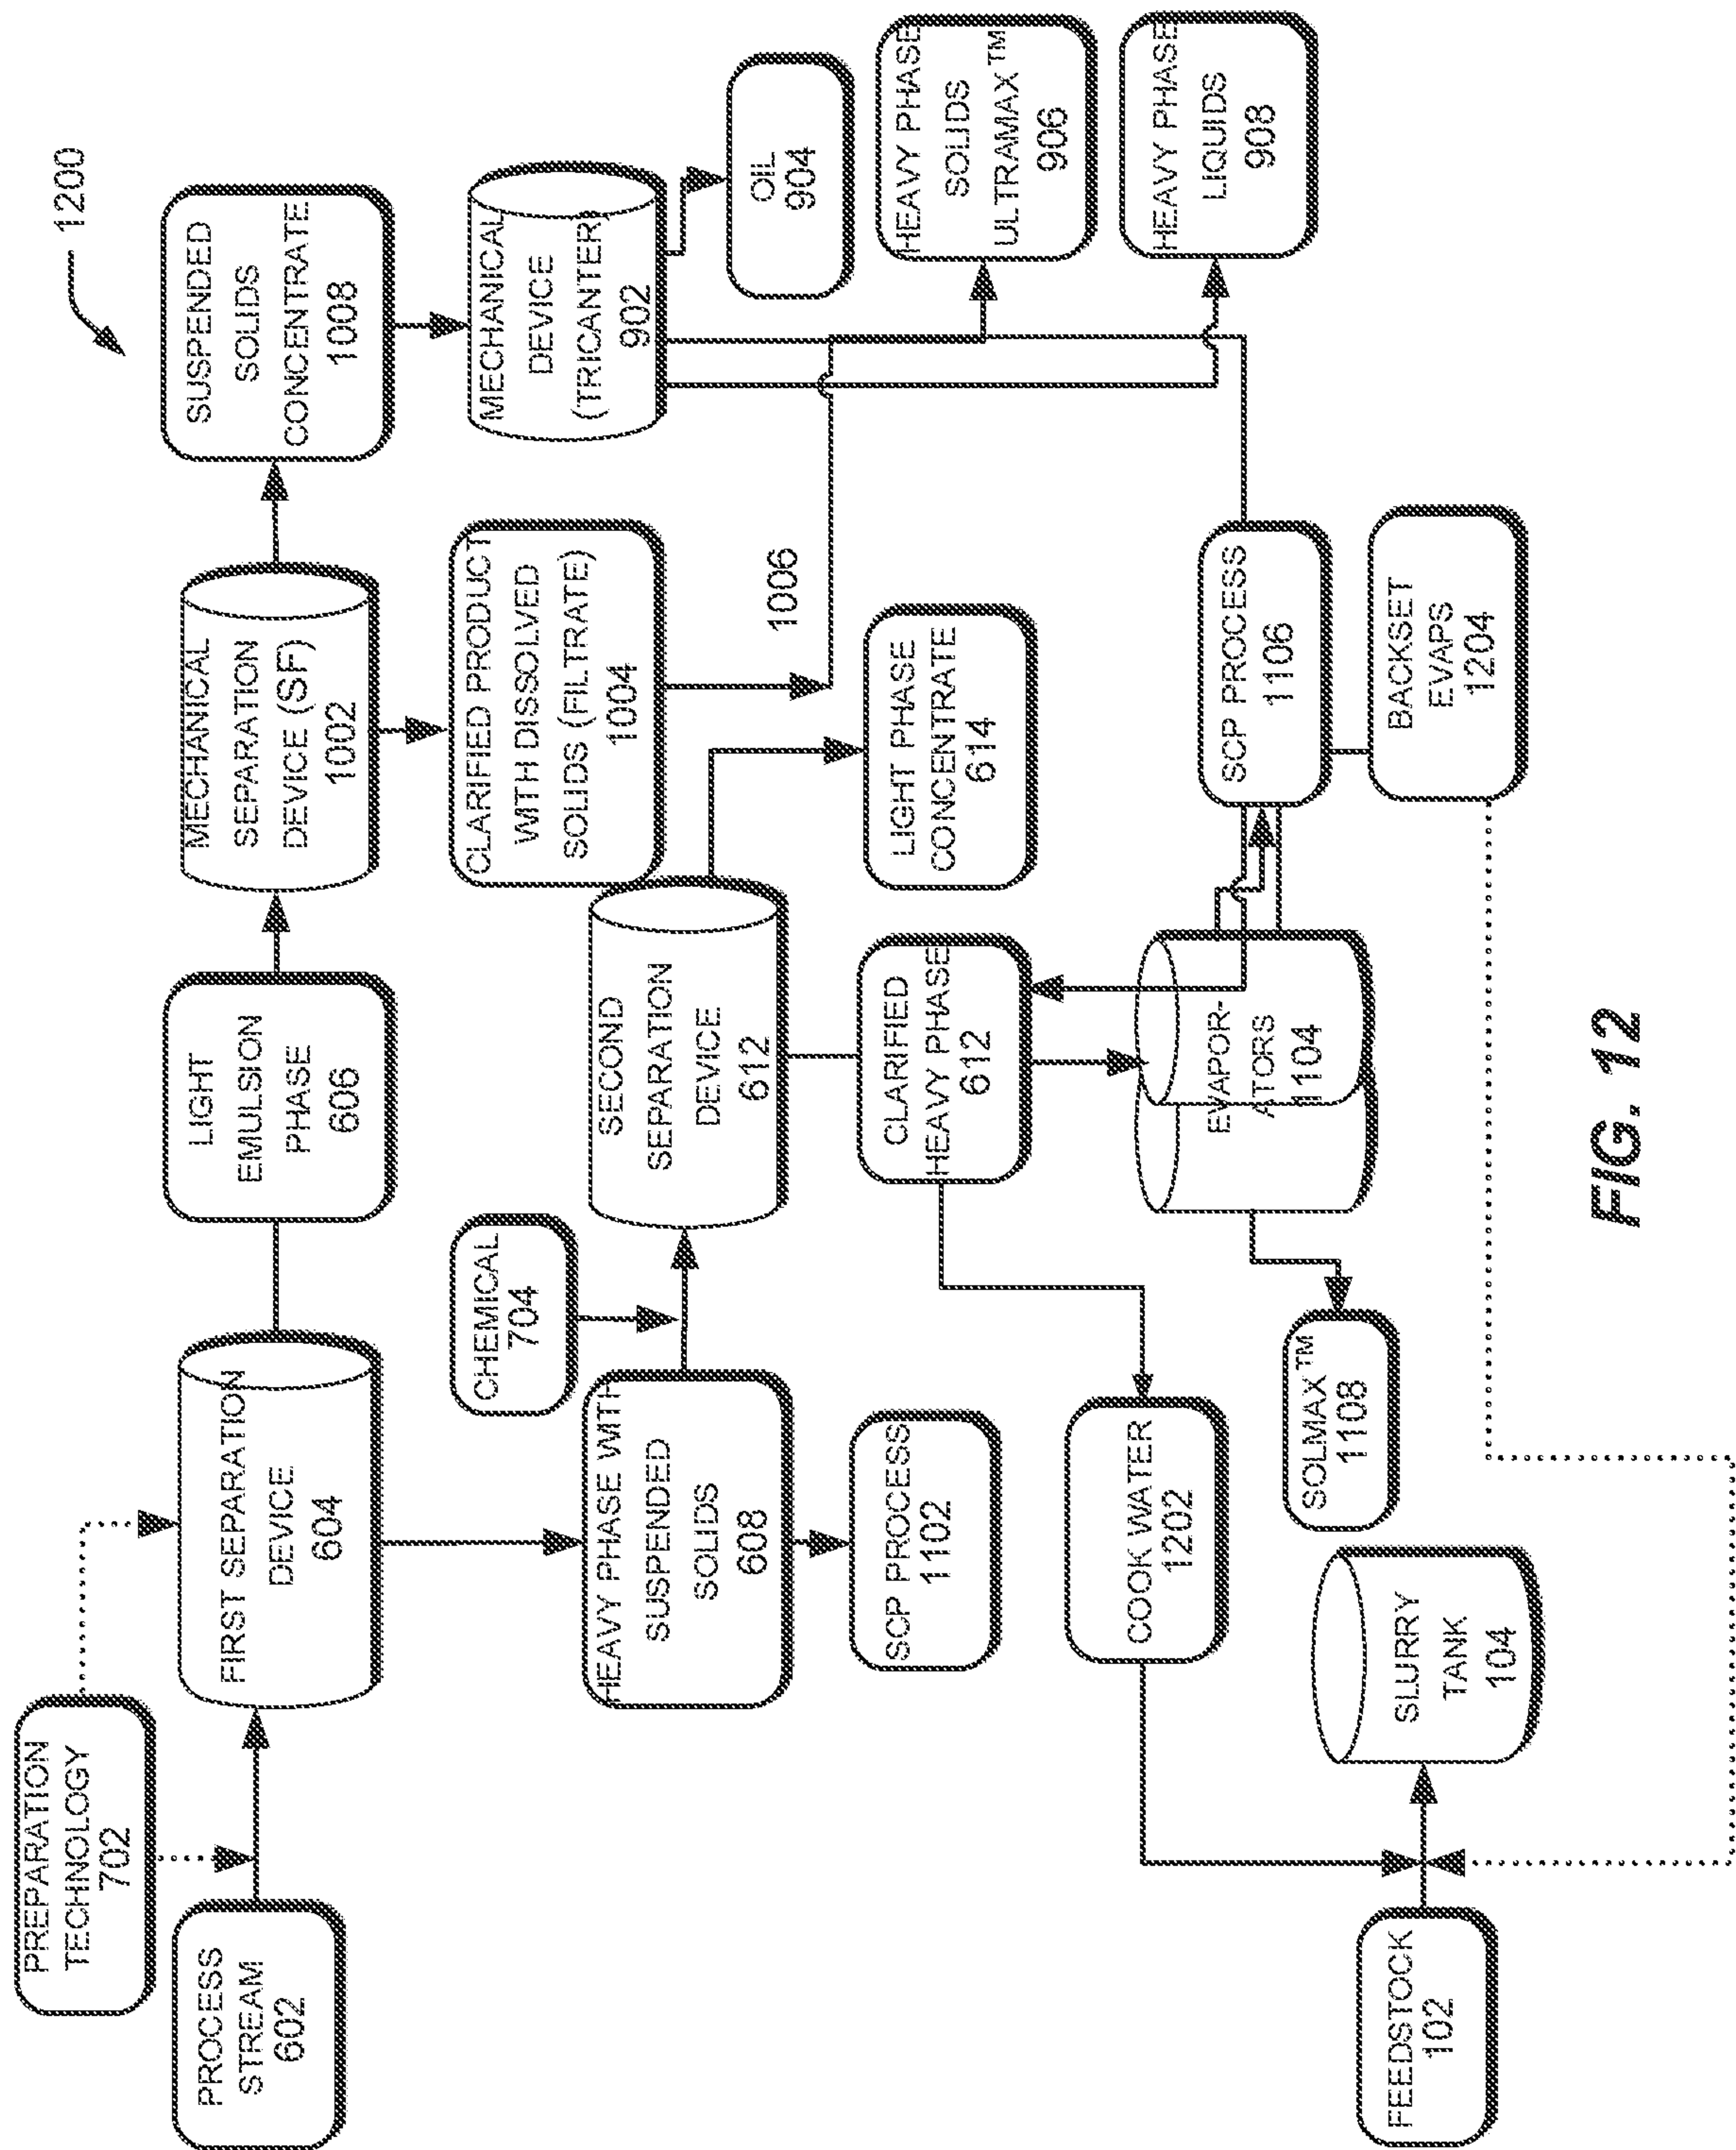 1200
PREPARATION
TECHNOLOGY
702
PROCESS
STREAM
602
FIRST SEPARATION
DEVICE
604
LIGHT
EMULSION
PHASE
606
MECHANICAL
SEPARATION
DEVICE (SF)
1002
SUSPENDED
SOLIDS
CONCENTRATE
1008
CHEMICAL
704
CLARIFIED PRODUCT
WITH DISSOLVED
SOLIDS (FILTRATE)
1004
MECHANICAL
DEVICE
(TRICANTER)
902
HEAVY PHASE WITH
SUSPENDED
SOLIDS
608
SECOND
SEPARATION
DEVICE
612
1006
OIL
904
SCP PROCESS
1102
CLARIFIED
HEAVY PHASE
612
LIGHT PHASE
CONCENTRATE
614
HEAVY PHASE
SOLIDS
ULTRAMAX™
906
COOK WATER
1202
EVAPOR-
ATORS
1104
SCP PROCESS
1106
HEAVY PHASE
LIQUIDS
908
SOLMAX™
1108
BACKSET
EVAPS
1204
FEEDSTOCK
102
SLURRY
TANK
104
FIG. 12